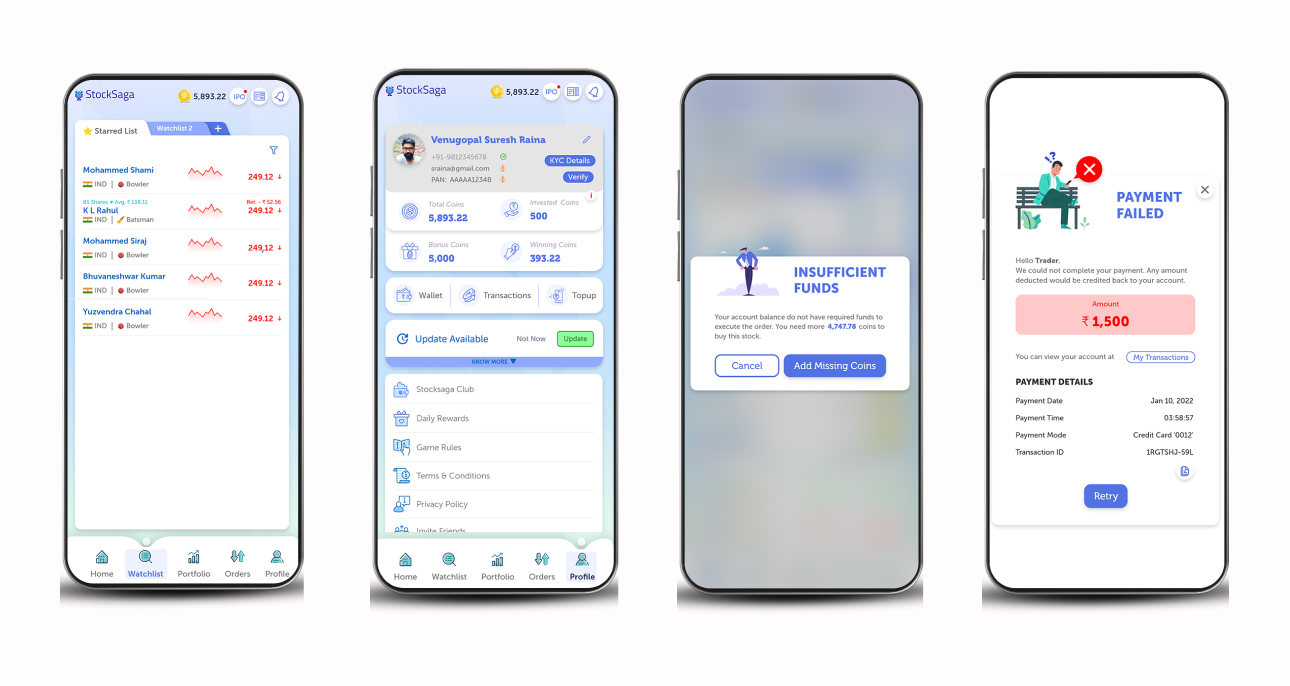 StockSaga
5,893.22
IPO
Starred List
Watchlist 2
+
Mohammed Shami
IND | Bowler
249.12 ↓
85 Shares • Avg. ₹ 138.11
Ret: - ₹ 52.56
K L Rahul
249.12 ↓
IND | Batsman
Mohammed Siraj
249.12 ↓
IND | Bowler
Bhuvaneshwar Kumar
249.12 ↓
IND | Bowler
Yuzvendra Chahal
249.12 ↓
IND | Bowler
Home
Watchlist
Portfolio
Orders
Profile
StockSaga
5,893.22
IPO
Venugopal Suresh Raina
+91-9812345678
KYC Details
sraina@gmail.com
PAN: AAAAA1234B
Verify
i
Total Coins
5,893.22
Invested Coins
500
Bonus Coins
5,000
Winning Coins
393.22
Wallet
Transactions
Topup
Update Available
Not Now
Update
KNOW MORE ▼
Stocksaga Club
Daily Rewards
Game Rules
Terms & Conditions
Privacy Policy
Invite Friends
Home
Watchlist
Portfolio
Orders
Profile
INSUFFICIENT
FUNDS
Your account balance do not have required funds to
execute the order. You need more 4,747.78 coins to
buy this stock.
Cancel
Add Missing Coins
!?
PAYMENT
FAILED
Hello Trader,
We could not complete your payment. Any amount
deducted would be credited back to your account.
Amount
₹ 1,500
You can view your account at
My Transactions
PAYMENT DETAILS
Payment Date
Jan 10, 2022
Payment Time
03:58:57
Payment Mode
Credit Card '0012'
Transaction ID
1RGTSHJ-59L
Retry